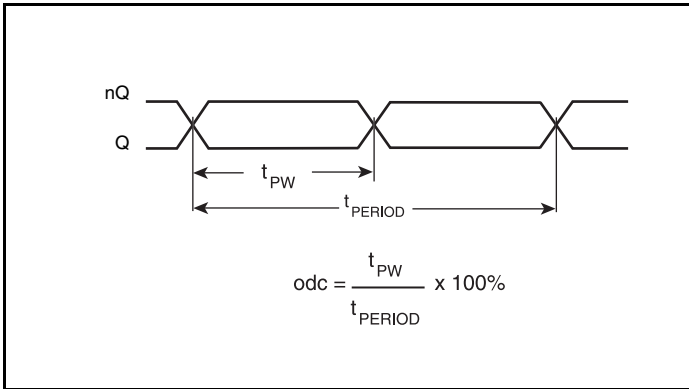 nQ
Q
tPW
tPERIOD
odc = tPW / tPERIOD x 100%